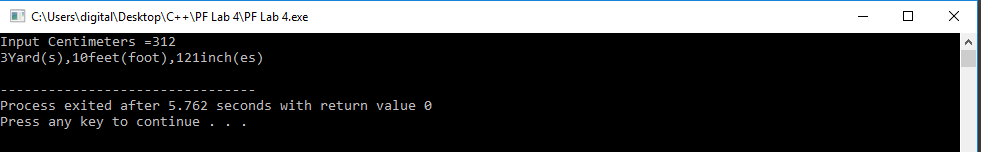 C:\Users\digital\Desktop\C++\PF Lab 4\PF Lab 4.exe
Input Centimeters =312
3Yard(s),10feet(foot),121inch(es)
--------------------------------
Process exited after 5.762 seconds with return value 0
Press any key to continue . . .